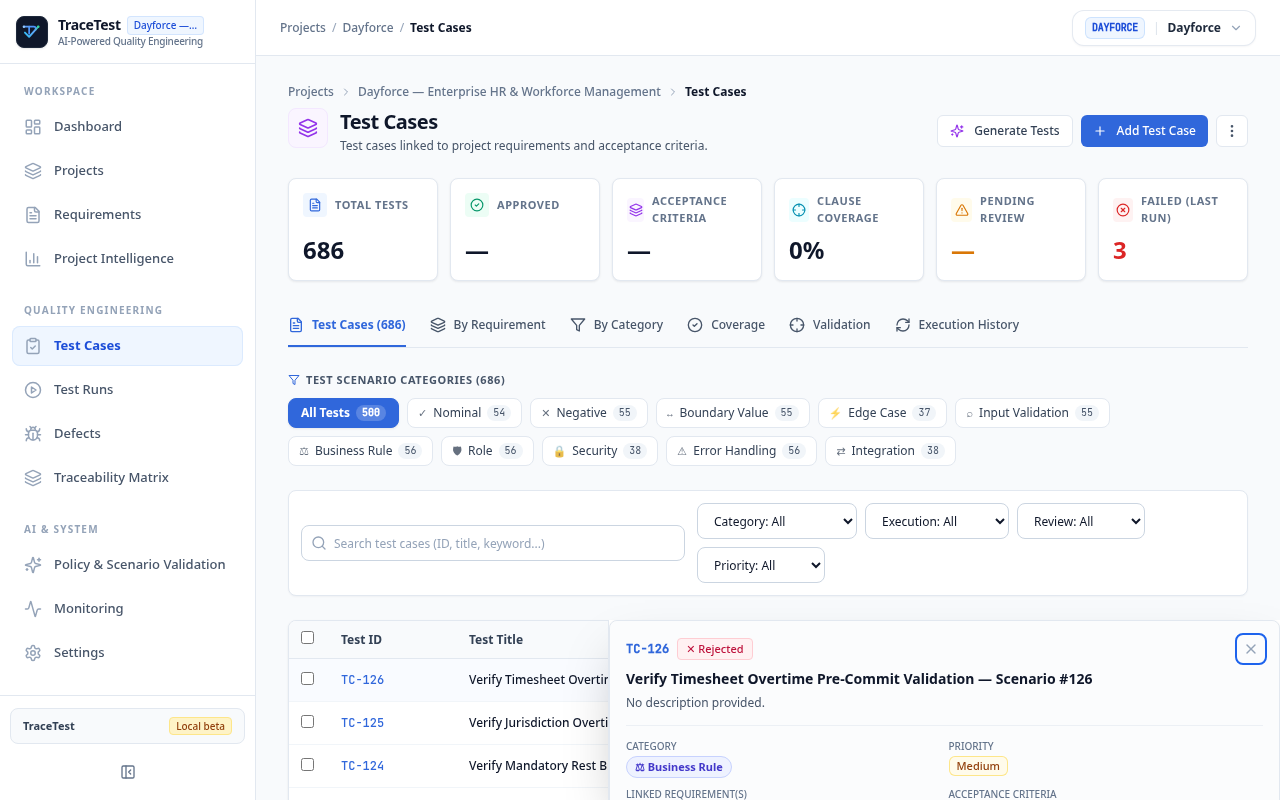 TraceTest
Dayforce —...
AI-Powered Quality Engineering
WORKSPACE
Dashboard
Projects
Requirements
Project Intelligence
QUALITY ENGINEERING
Test Cases
Test Runs
Defects
Traceability Matrix
AI & SYSTEM
Policy & Scenario Validation
Monitoring
Settings
TraceTest
Local beta
Projects / Dayforce / Test Cases
DAYFORCE
Dayforce
Projects > Dayforce — Enterprise HR & Workforce Management > Test Cases
Test Cases
Test cases linked to project requirements and acceptance criteria.
Generate Tests
Add Test Case
TOTAL TESTS
686
APPROVED
—
ACCEPTANCE
CRITERIA
—
CLAUSE
COVERAGE
0%
PENDING
REVIEW
—
FAILED (LAST
RUN)
3
Test Cases (686)
By Requirement
By Category
Coverage
Validation
Execution History
TEST SCENARIO CATEGORIES (686)
All Tests 500
✓ Nominal 54
✕ Negative 55
↔ Boundary Value 55
⚡ Edge Case 37
⌕ Input Validation 55
⚖ Business Rule 56
🛡 Role 56
🔒 Security 38
⚠ Error Handling 56
⇄ Integration 38
Search test cases (ID, title, keyword...)
Category: All
Execution: All
Review: All
Priority: All
Test ID
Test Title
TC-126
Verify Timesheet Overtir
TC-125
Verify Jurisdiction Overti
TC-124
Verify Mandatory Rest B
TC-126
✕ Rejected
Verify Timesheet Overtime Pre-Commit Validation — Scenario #126
No description provided.
CATEGORY
⚖ Business Rule
PRIORITY
Medium
LINKED REQUIREMENT(S)
ACCEPTANCE CRITERIA